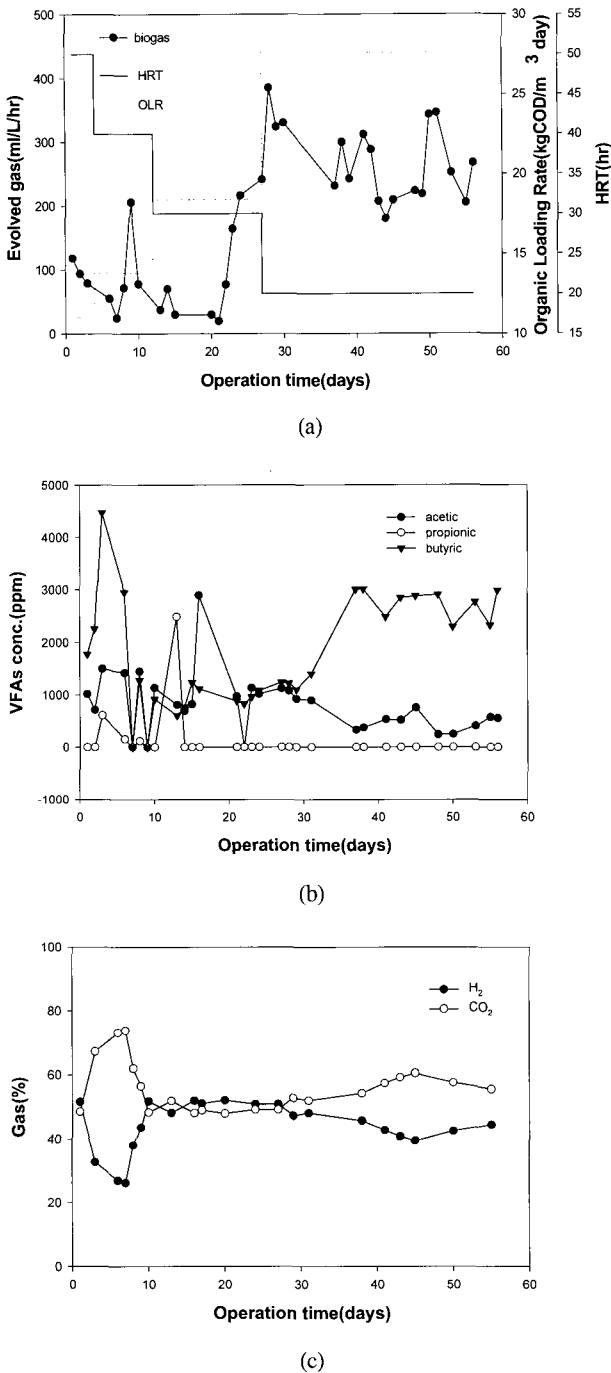 500
400
300
200
100
0
Evolved gas(ml/L/hr)
biogas
HRT
OLR
30
25
20
15
10
Organic Loading Rate(kgCOD/m 3 day)
55
50
45
40
35
30
25
20
15
HRT(hr)
0 10 20 30 40 50 60
Operation time(days)
(a)
5000
4000
3000
2000
1000
0
-1000
VFAs conc.(ppm)
acetic
propionic
butyric
0 10 20 30 40 50 60
Operation time(days)
(b)
100
80
60
40
20
0
Gas(%)
H2
CO2
0 10 20 30 40 50 60
Operation time(days)
(c)